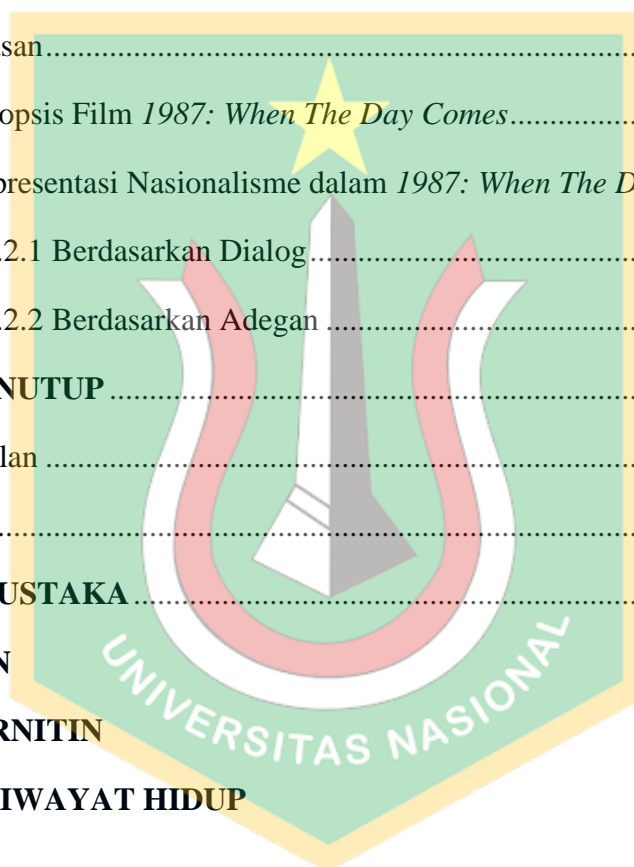 asan......................................................................
opsis Film 1987: When The Day Comes................
presentasi Nasionalisme dalam 1987: When The D
.2.1 Berdasarkan Dialog........................................
.2.2 Berdasarkan Adegan ......................................
NUTUP..................................................................
lan ..........................................................................
................................................................................
USTAKA...............................................................
N
RNITIN
IWAYAT HIDUP
UNIVERSITAS NASIONAL